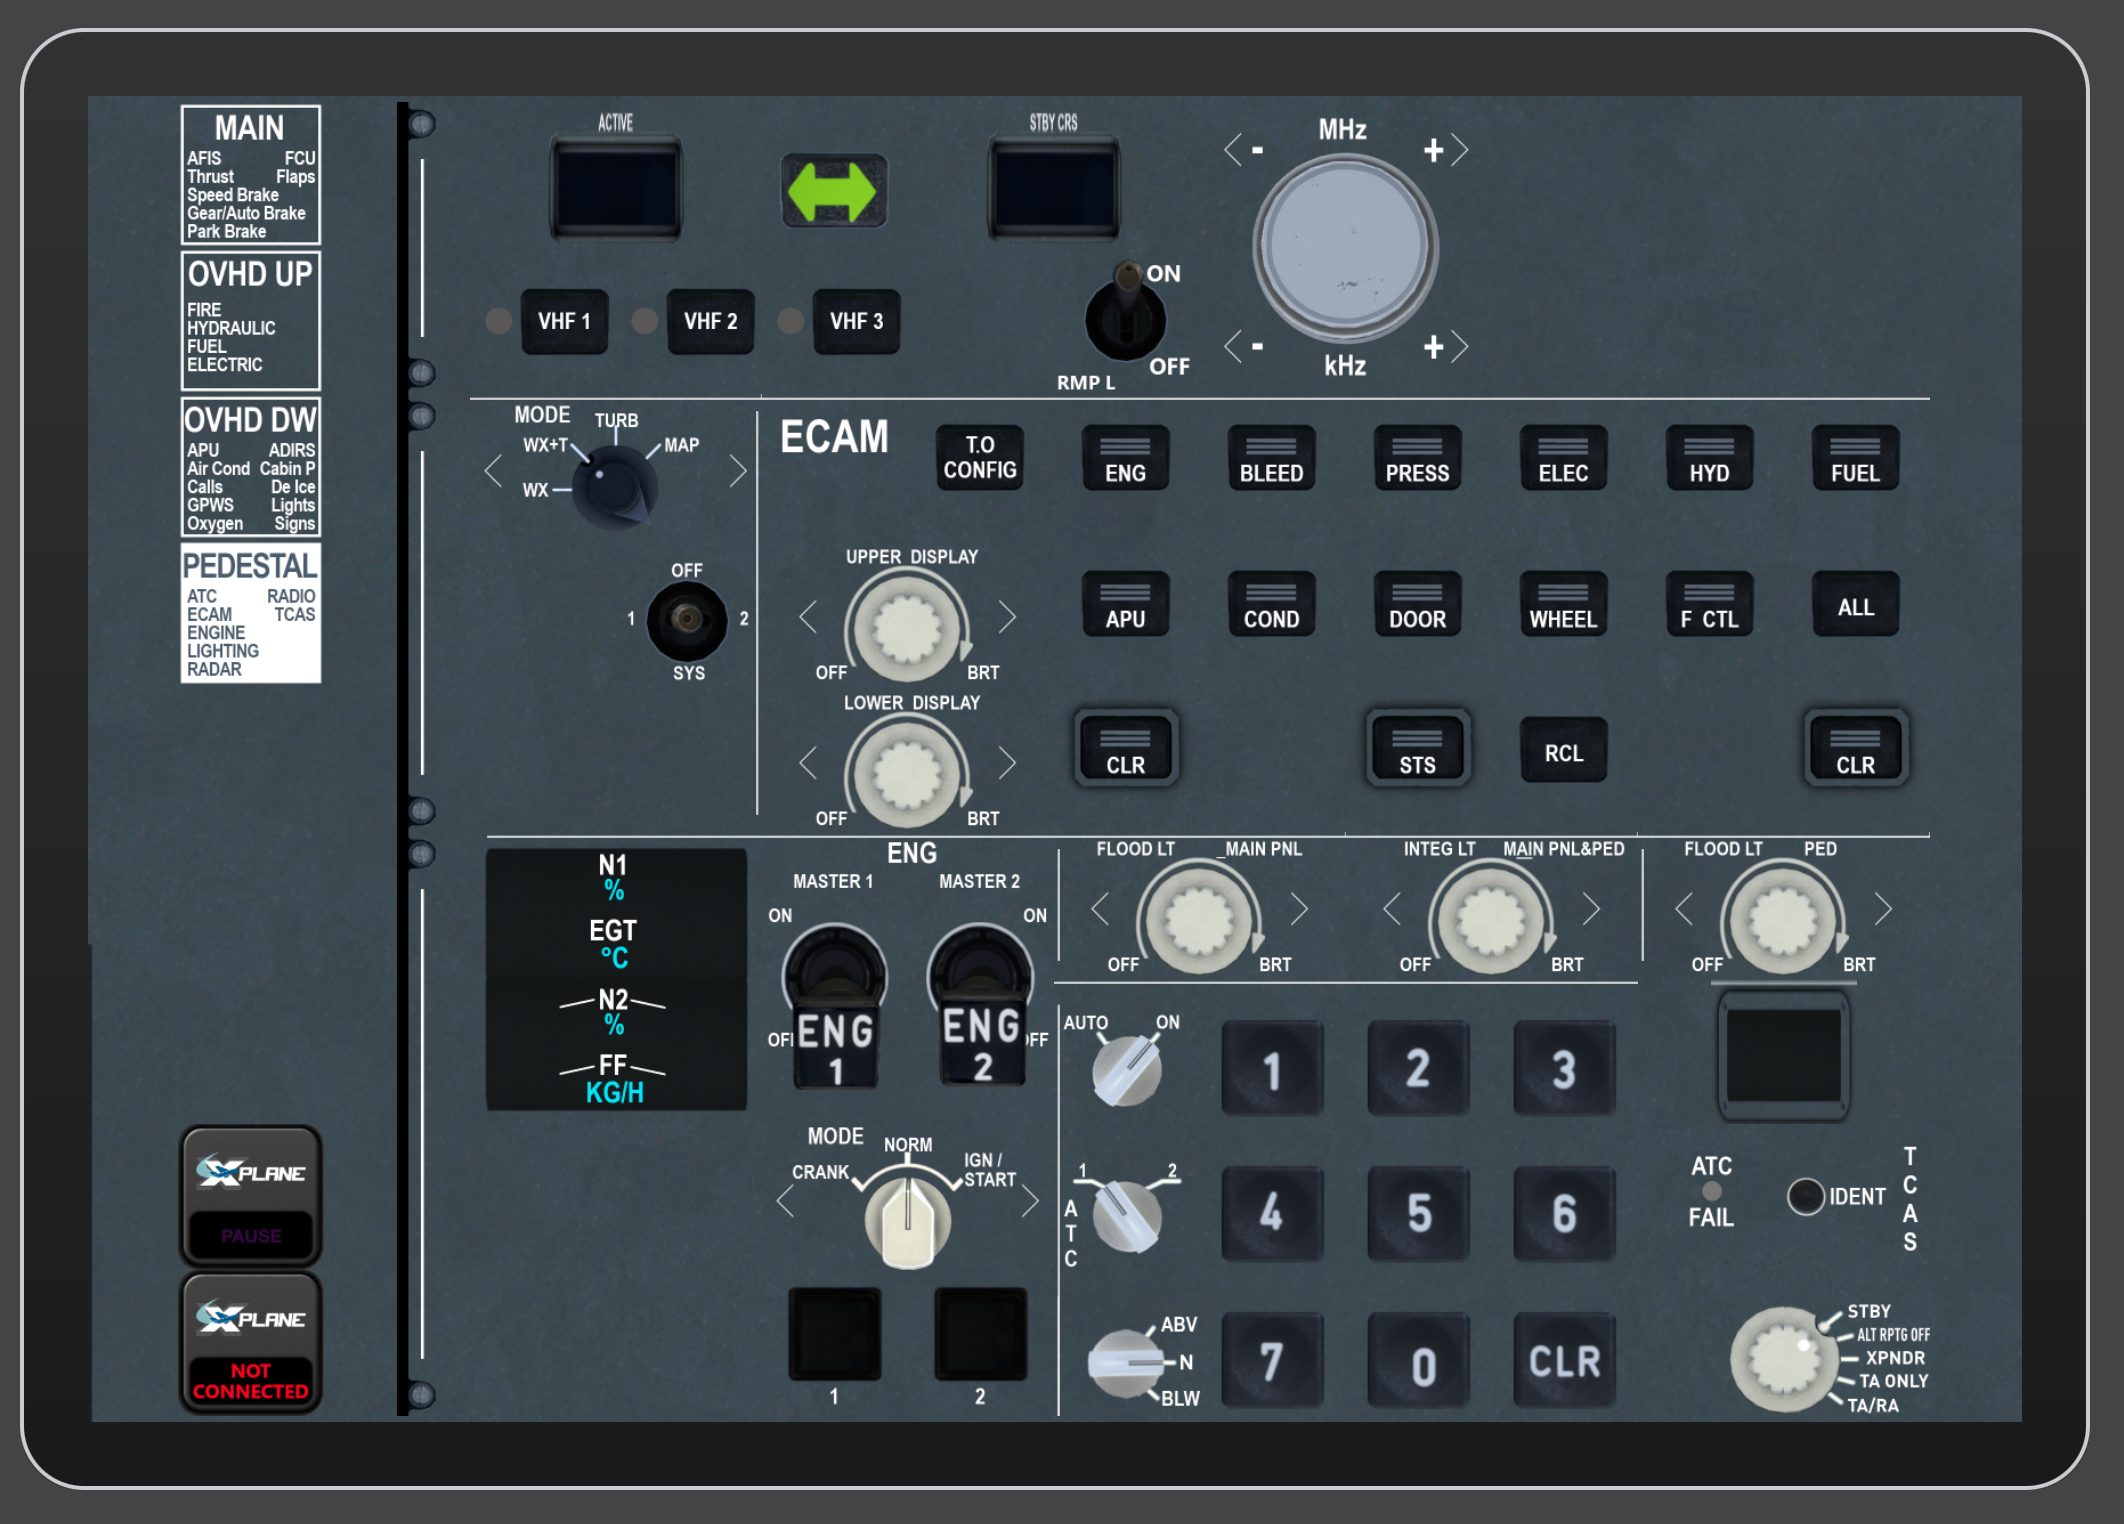 MAIN
AFIS FCU
Thrust Flaps
Speed Brake
Gear/Auto Brake
Park Brake
OVHD UP
FIRE
HYDRAULIC
FUEL
ELECTRIC
OVHD DW
APU ADIRS
Air Cond Cabin P
Calls De Ice
GPWS Lights
Oxygen Signs
PEDESTAL
ATC RADIO
ECAM TCAS
ENGINE
LIGHTING
RADAR
X PLANE
PAUSE
X PLANE
NOT
CONNECTED
ACTIVE
STBY CRS
MHz
- +
- +
kHz
VHF 1
VHF 2
VHF 3
ON
OFF
RMP L
MODE
TURB
WX+T
MAP
WX
OFF
1 2
SYS
ECAM
T.O
CONFIG
ENG
BLEED
PRESS
ELEC
HYD
FUEL
UPPER DISPLAY
OFF BRT
APU
COND
DOOR
WHEEL
F CTL
ALL
LOWER DISPLAY
OFF BRT
CLR
STS
RCL
CLR
N1
%
EGT
°C
N2
%
FF
KG/H
ENG
MASTER 1 MASTER 2
ON ON
OFF OFF
ENG
1
ENG
2
MODE
NORM
CRANK
IGN /
START
1 2
FLOOD LT _MAIN PNL
OFF BRT
INTEG LT MAIN PNL&PED
OFF BRT
FLOOD LT PED
OFF BRT
AUTO ON
1 2 3
1 2
ATC
4 5 6
ABV
N
BLW
7 0 CLR
ATC
FAIL
IDENT
TCAS
STBY
ALT RPTG OFF
XPNDR
TA ONLY
TA/RA